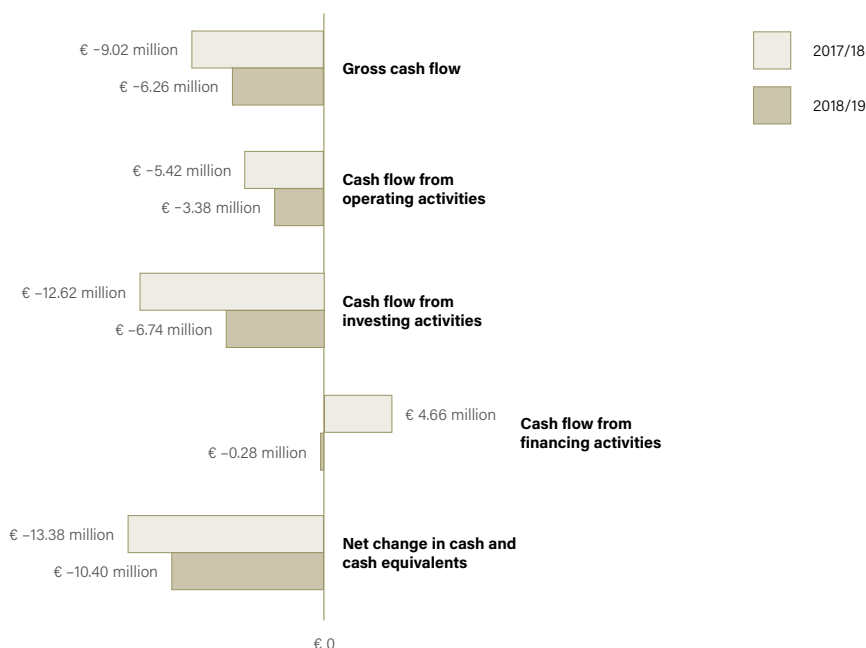 € –9.02 million
€ –6.26 million
Gross cash flow
2017/18
2018/19
€ –5.42 million
€ –3.38 million
Cash flow from
operating activities
€ –12.62 million
€ –6.74 million
Cash flow from
investing activities
€ 4.66 million
€ –0.28 million
Cash flow from
financing activities
€ –13.38 million
€ –10.40 million
Net change in cash and
cash equivalents
€ 0